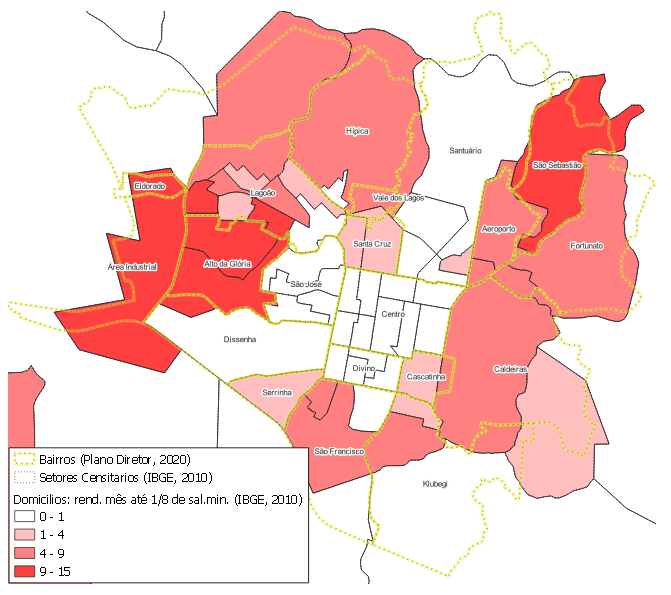 Hípica
Santuário
São Sebastião
Eldorado
Lagoão
Vale dos Lagos
Aeroporto
Santa Cruz
Fortunato
Área Industrial
Alto da Glória
São José
Centro
Dissenha
Divino
Cascatinha
Caldeiras
Serrinha
São Francisco
Klubegi
Bairros (Plano Diretor, 2020)
Setores Censitarios (IBGE, 2010)
Domicilios: rend. mês até 1/8 de sal.min. (IBGE, 2010)
0 - 1
1 - 4
4 - 9
9 - 15